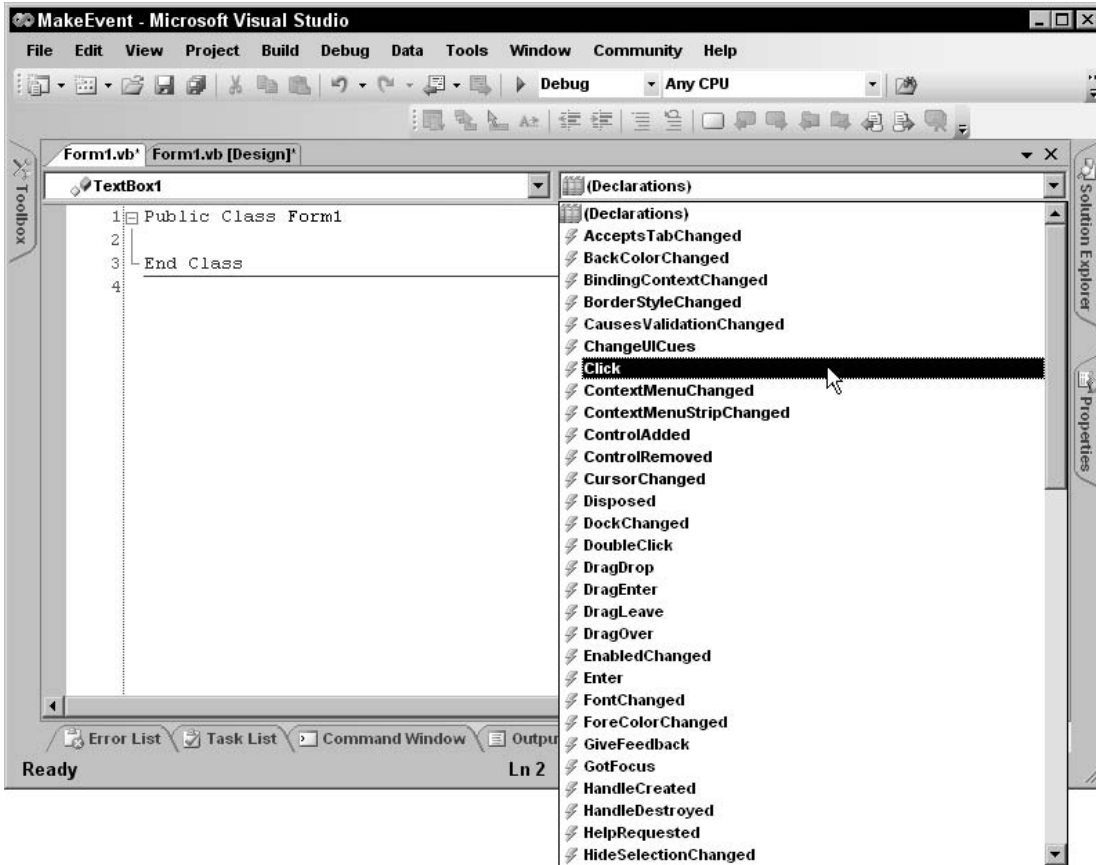 MakeEvent - Microsoft Visual Studio
File Edit View Project Build Debug Data Tools Window Community Help
Debug Any CPU
Form1.vb* Form1.vb [Design]*
Toolbox
TextBox1
(Declarations)
1 Public Class Form1
2
3 End Class
4
(Declarations)
AcceptsTabChanged
BackColorChanged
BindingContextChanged
BorderStyleChanged
CausesValidationChanged
ChangeUICues
Click
ContextMenuChanged
ContextMenuStripChanged
ControlAdded
ControlRemoved
CursorChanged
Disposed
DockChanged
DoubleClick
DragDrop
DragEnter
DragLeave
DragOver
EnabledChanged
Enter
FontChanged
ForeColorChanged
GiveFeedback
GotFocus
HandleCreated
HandleDestroyed
HelpRequested
HideSelectionChanged
Solution Explorer
Properties
Error List Task List Command Window Outpu
Ready Ln 2